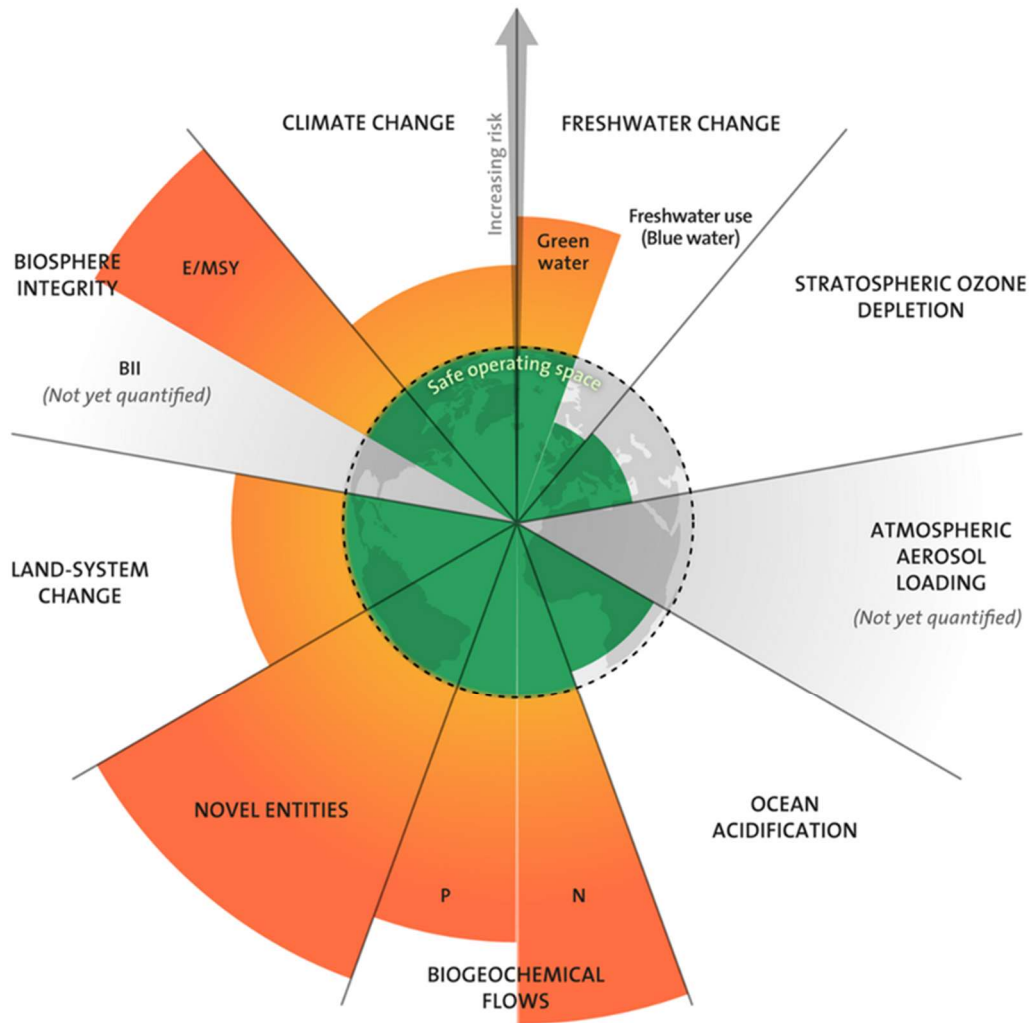 CLIMATE CHANGE
Increasing risk
FRESHWATER CHANGE
Green
water
Freshwater use
(Blue water)
STRATOSPHERIC OZONE
DEPLETION
BIOSPHERE
INTEGRITY
E/MSY
BII
(Not yet quantified)
Safe operating space
ATMOSPHERIC
AEROSOL
LOADING
(Not yet quantified)
LAND-SYSTEM
CHANGE
NOVEL ENTITIES
OCEAN
ACIDIFICATION
P
N
BIOGEOCHEMICAL
FLOWS